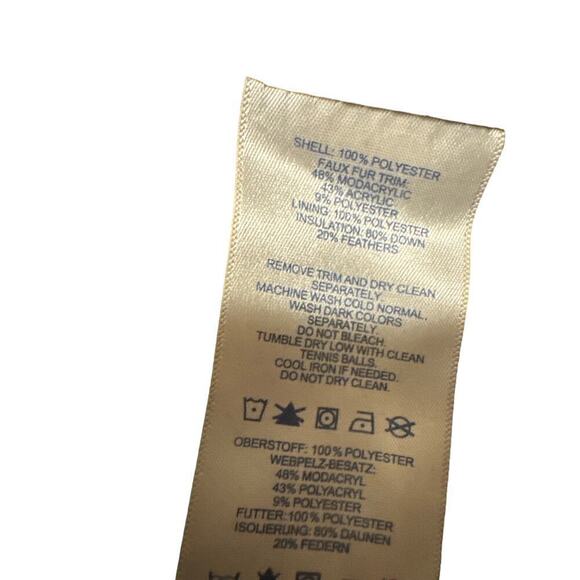 SHELL: 100% POLYESTER
FAUX FUR TRIM:
48% MODACRYLIC
43% ACRYLIC
9% POLYESTER
LINING: 100% POLYESTER
INSULATION: 80% DOWN
20% FEATHERS
REMOVE TRIM AND DRY CLEAN
SEPARATELY.
MACHINE WASH COLD NORMAL,
WASH DARK COLORS
SEPARATELY.
DO NOT BLEACH.
TUMBLE DRY LOW WITH CLEAN
TENNIS BALLS.
COOL IRON IF NEEDED.
DO NOT DRY CLEAN.
OBERSTOFF: 100% POLYESTER
WEBPELZ-BESATZ:
48% MODACRYL
43% POLYACRYL
9% POLYESTER
FUTTER: 100% POLYESTER
ISOLIERUNG: 80% DAUNEN
20% FEDERN